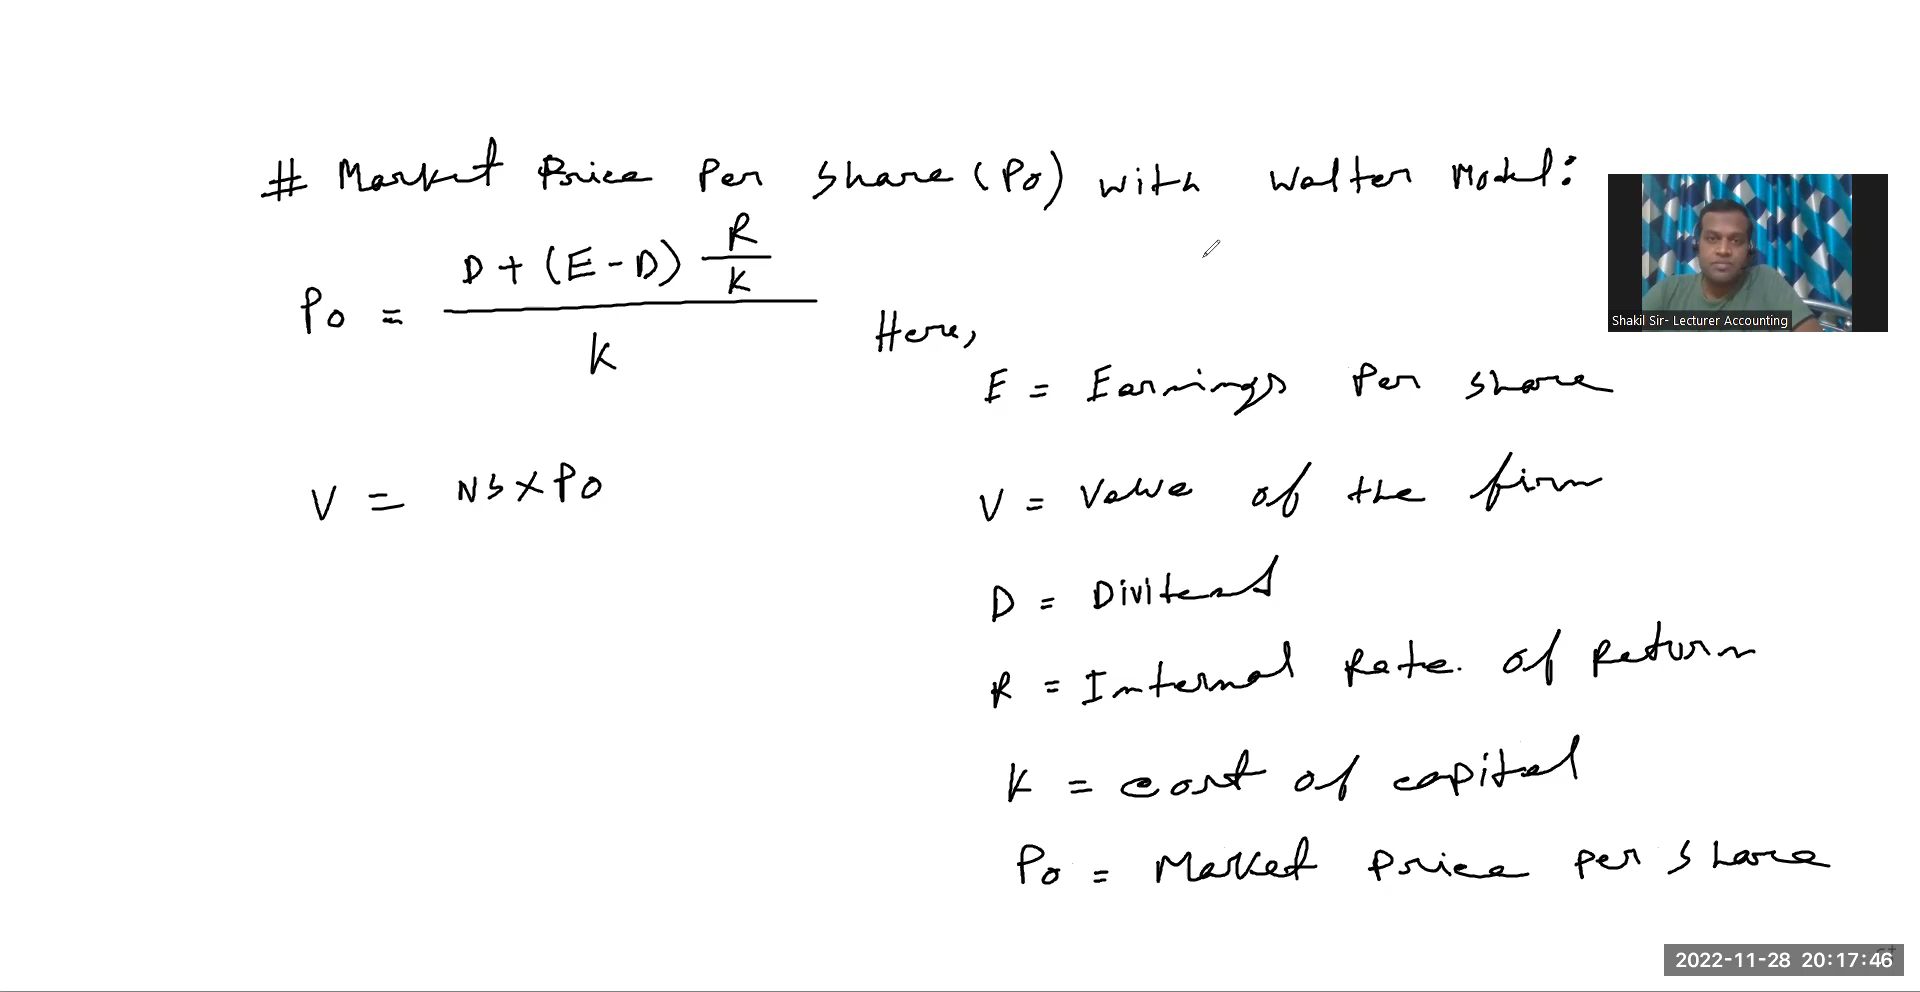 # Market Price Per Share (Po) with Walter Model:
Po = D + (E - D) R/K
K
Here,
E = Earnings Per Share
V = NS × Po
V = Value of the firm
D = Dividend
R = Internal Rate. of Return
K = cost of capital
Po = Market Price Per Share
Shakil Sir- Lecturer Accounting
2022-11-28 20:17:46